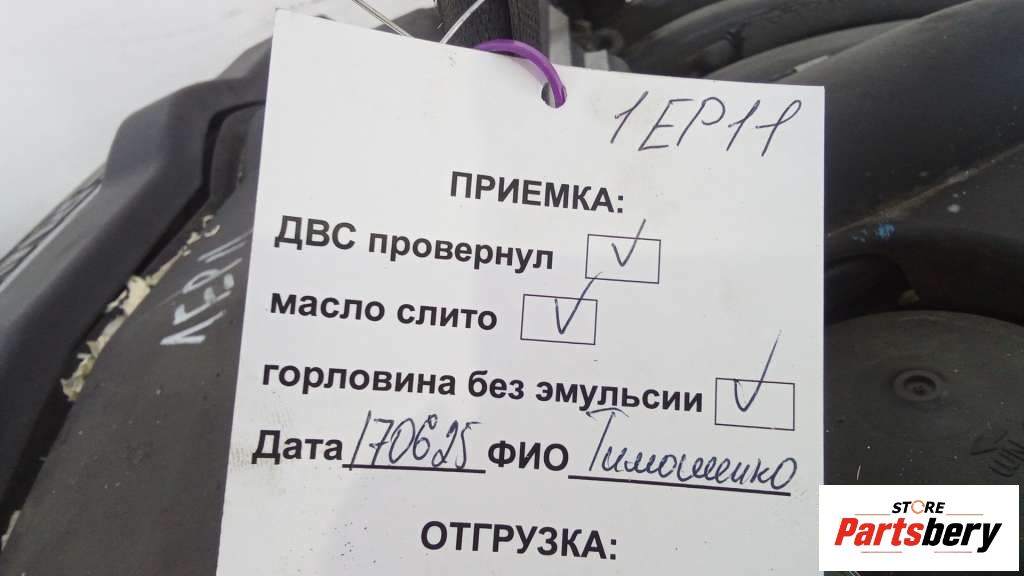 1EP11
ПРИЕМКА:
ДВС провернул
масло слито
горловина без эмульсии
Дата 170625 ФИО Тимошенко
ОТГРУЗКА:
STORE
Partsbery